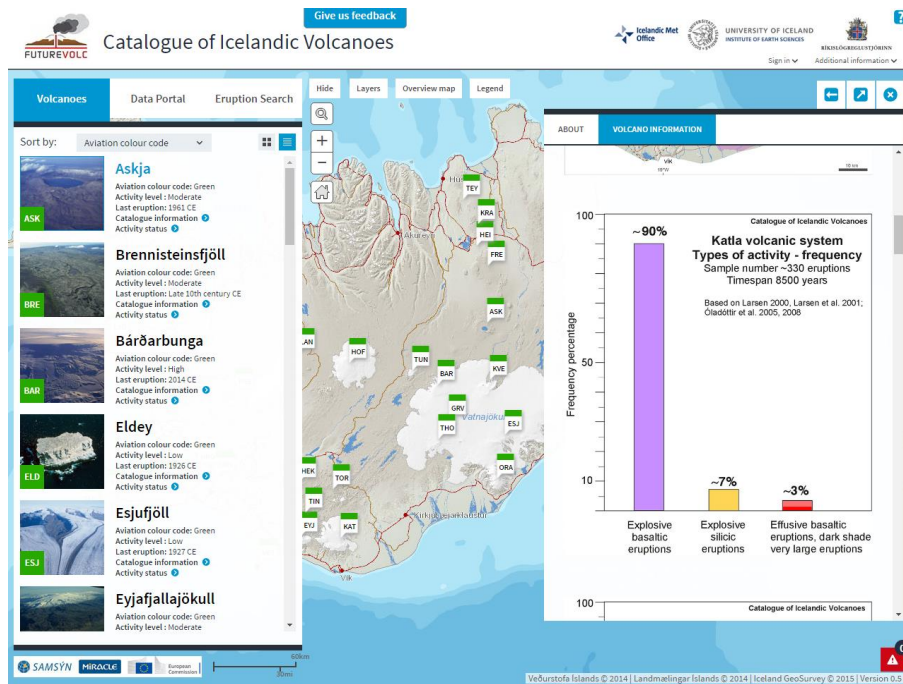 Give us feedback
FUTUREVOLC
Catalogue of Icelandic Volcanoes
Icelandic Met
Office
UNIVERSITY OF ICELAND
INSTITUTE OF EARTH SCIENCES
RÍKISLÖGREGLUSTJÓRINN
?
Sign in
Additional information
Volcanoes
Data Portal
Eruption Search
Sort by:
Aviation colour code
Askja
Aviation colour code: Green
Activity level : Moderate
Last eruption: 1961 CE
Catalogue information
Activity status
ASK
Brennisteinsfjöll
Aviation colour code: Green
Activity level : Moderate
Last eruption: Late 10th century CE
Catalogue information
Activity status
BRE
Bárðarbunga
Aviation colour code: Green
Activity level : High
Last eruption: 2014 CE
Catalogue information
Activity status
BAR
Eldey
Aviation colour code: Green
Activity level : Low
Last eruption: 1926 CE
Catalogue information
Activity status
ELD
Esjufjöll
Aviation colour code: Green
Activity level : Low
Last eruption: 1927 CE
Catalogue information
Activity status
ESJ
Eyjafjallajökull
Aviation colour code: Green
Activity level : Moderate
Hide
Layers
Overview map
Legend
+
−
TEY
KRA
HEI
FRE
Akureyri
ASK
LAN
HOF
TUN
BAR
KVE
GRV
THO
ESJ
Vatnajökull
ORA
HEK
TOR
TIN
EYJ
KAT
Kirkjubæjarklaustur
Vík
ABOUT
VOLCANO INFORMATION
Vík
10 km
Catalogue of Icelandic Volcanoes
Katla volcanic system
Types of activity - frequency
Sample number ~330 eruptions
Timespan 8500 years
Based on Larsen 2000, Larsen et al. 2001;
Óladóttir et al. 2005, 2008
Frequency percentage
100
50
10
~90%
~7%
~3%
Explosive
basaltic
eruptions
Explosive
silicic
eruptions
Effusive basaltic
eruptions, dark shade
very large eruptions
100
Catalogue of Icelandic Volcanoes
SAMSÝN
MIRACLE
European
Commission
60km
30mi
Veðurstofa Íslands © 2014 | Landmælingar Íslands © 2014 | Iceland GeoSurvey © 2015 | Version 0.5